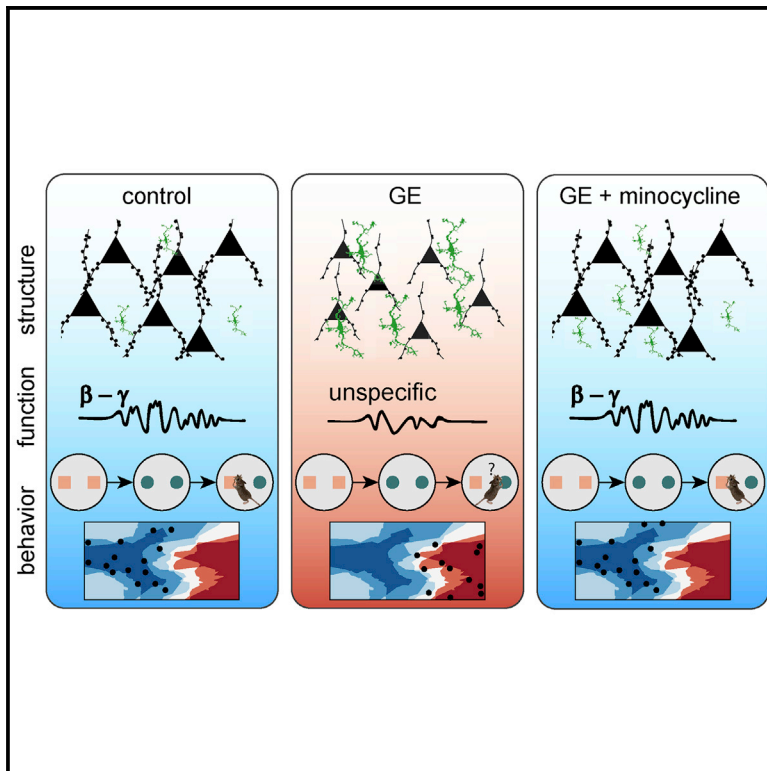 control
GE
GE + minocycline
structure
function
β – γ
unspecific
β – γ
behavior
?